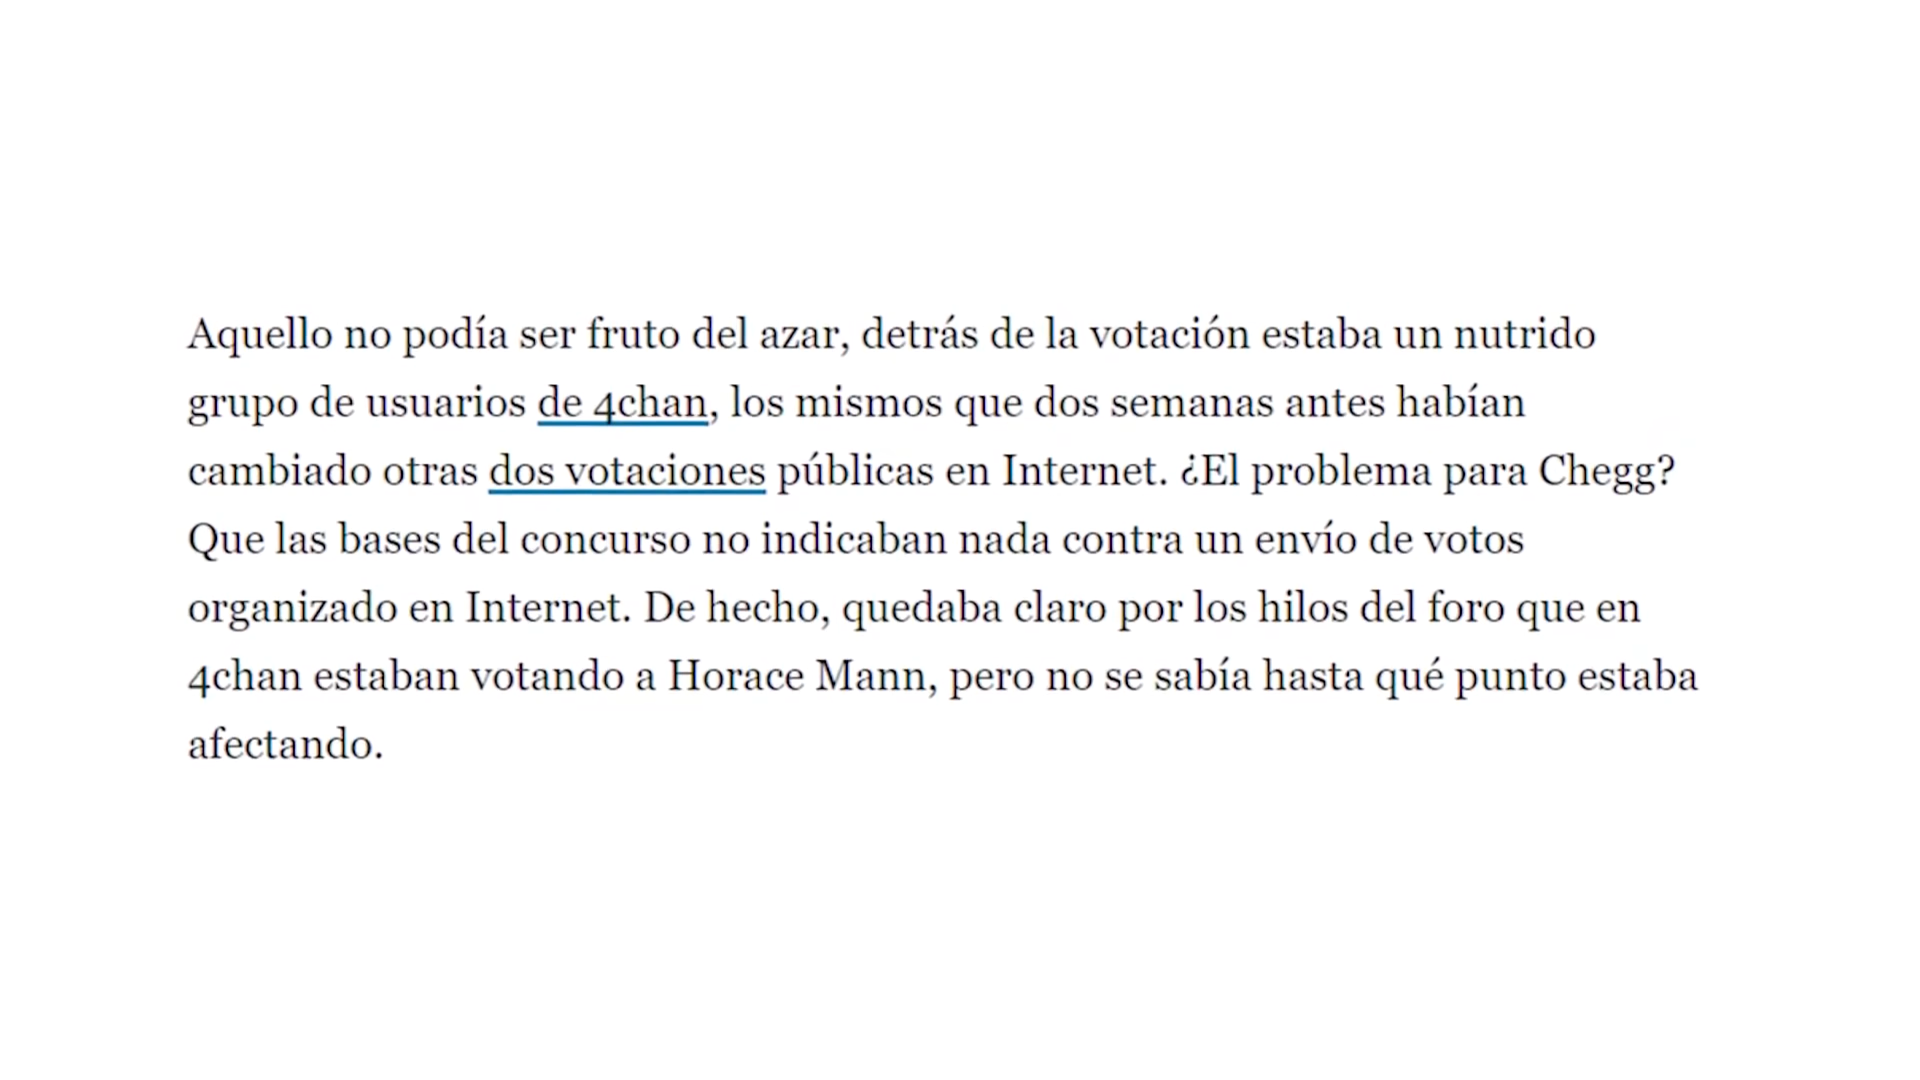 Aquello no podía ser fruto del azar, detrás de la votación estaba un nutrido
grupo de usuarios de 4chan, los mismos que dos semanas antes habían
cambiado otras dos votaciones públicas en Internet. ¿El problema para Chegg?
Que las bases del concurso no indicaban nada contra un envío de votos
organizado en Internet. De hecho, quedaba claro por los hilos del foro que en
4chan estaban votando a Horace Mann, pero no se sabía hasta qué punto estaba
afectando.